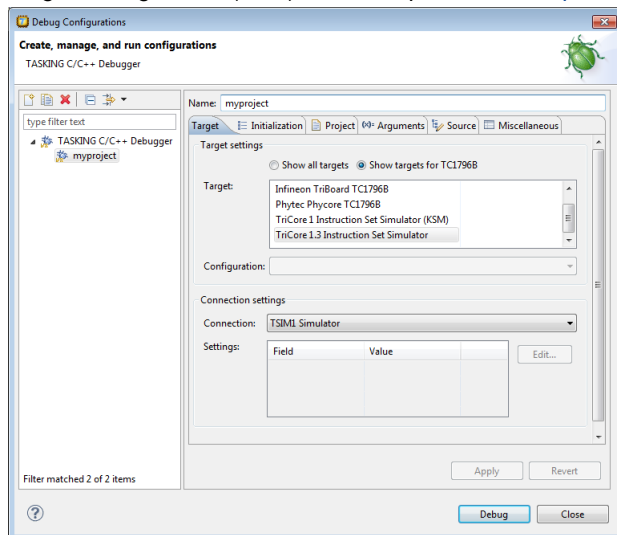 Debug Configurations
Create, manage, and run configurations
TASKING C/C++ Debugger
Name: myproject
type filter text
Target Initialization Project (x)= Arguments Source Miscellaneous
TASKING C/C++ Debugger
myproject
Target settings
Show all targets Show targets for TC1796B
Target:
Infineon TriBoard TC1796B
Phytec Phycore TC1796B
TriCore 1 Instruction Set Simulator (KSM)
TriCore 1.3 Instruction Set Simulator
Configuration:
Connection settings
Connection: TSIM1 Simulator
Settings:
Field Value
Edit...
Filter matched 2 of 2 items
Apply Revert
? Debug Close